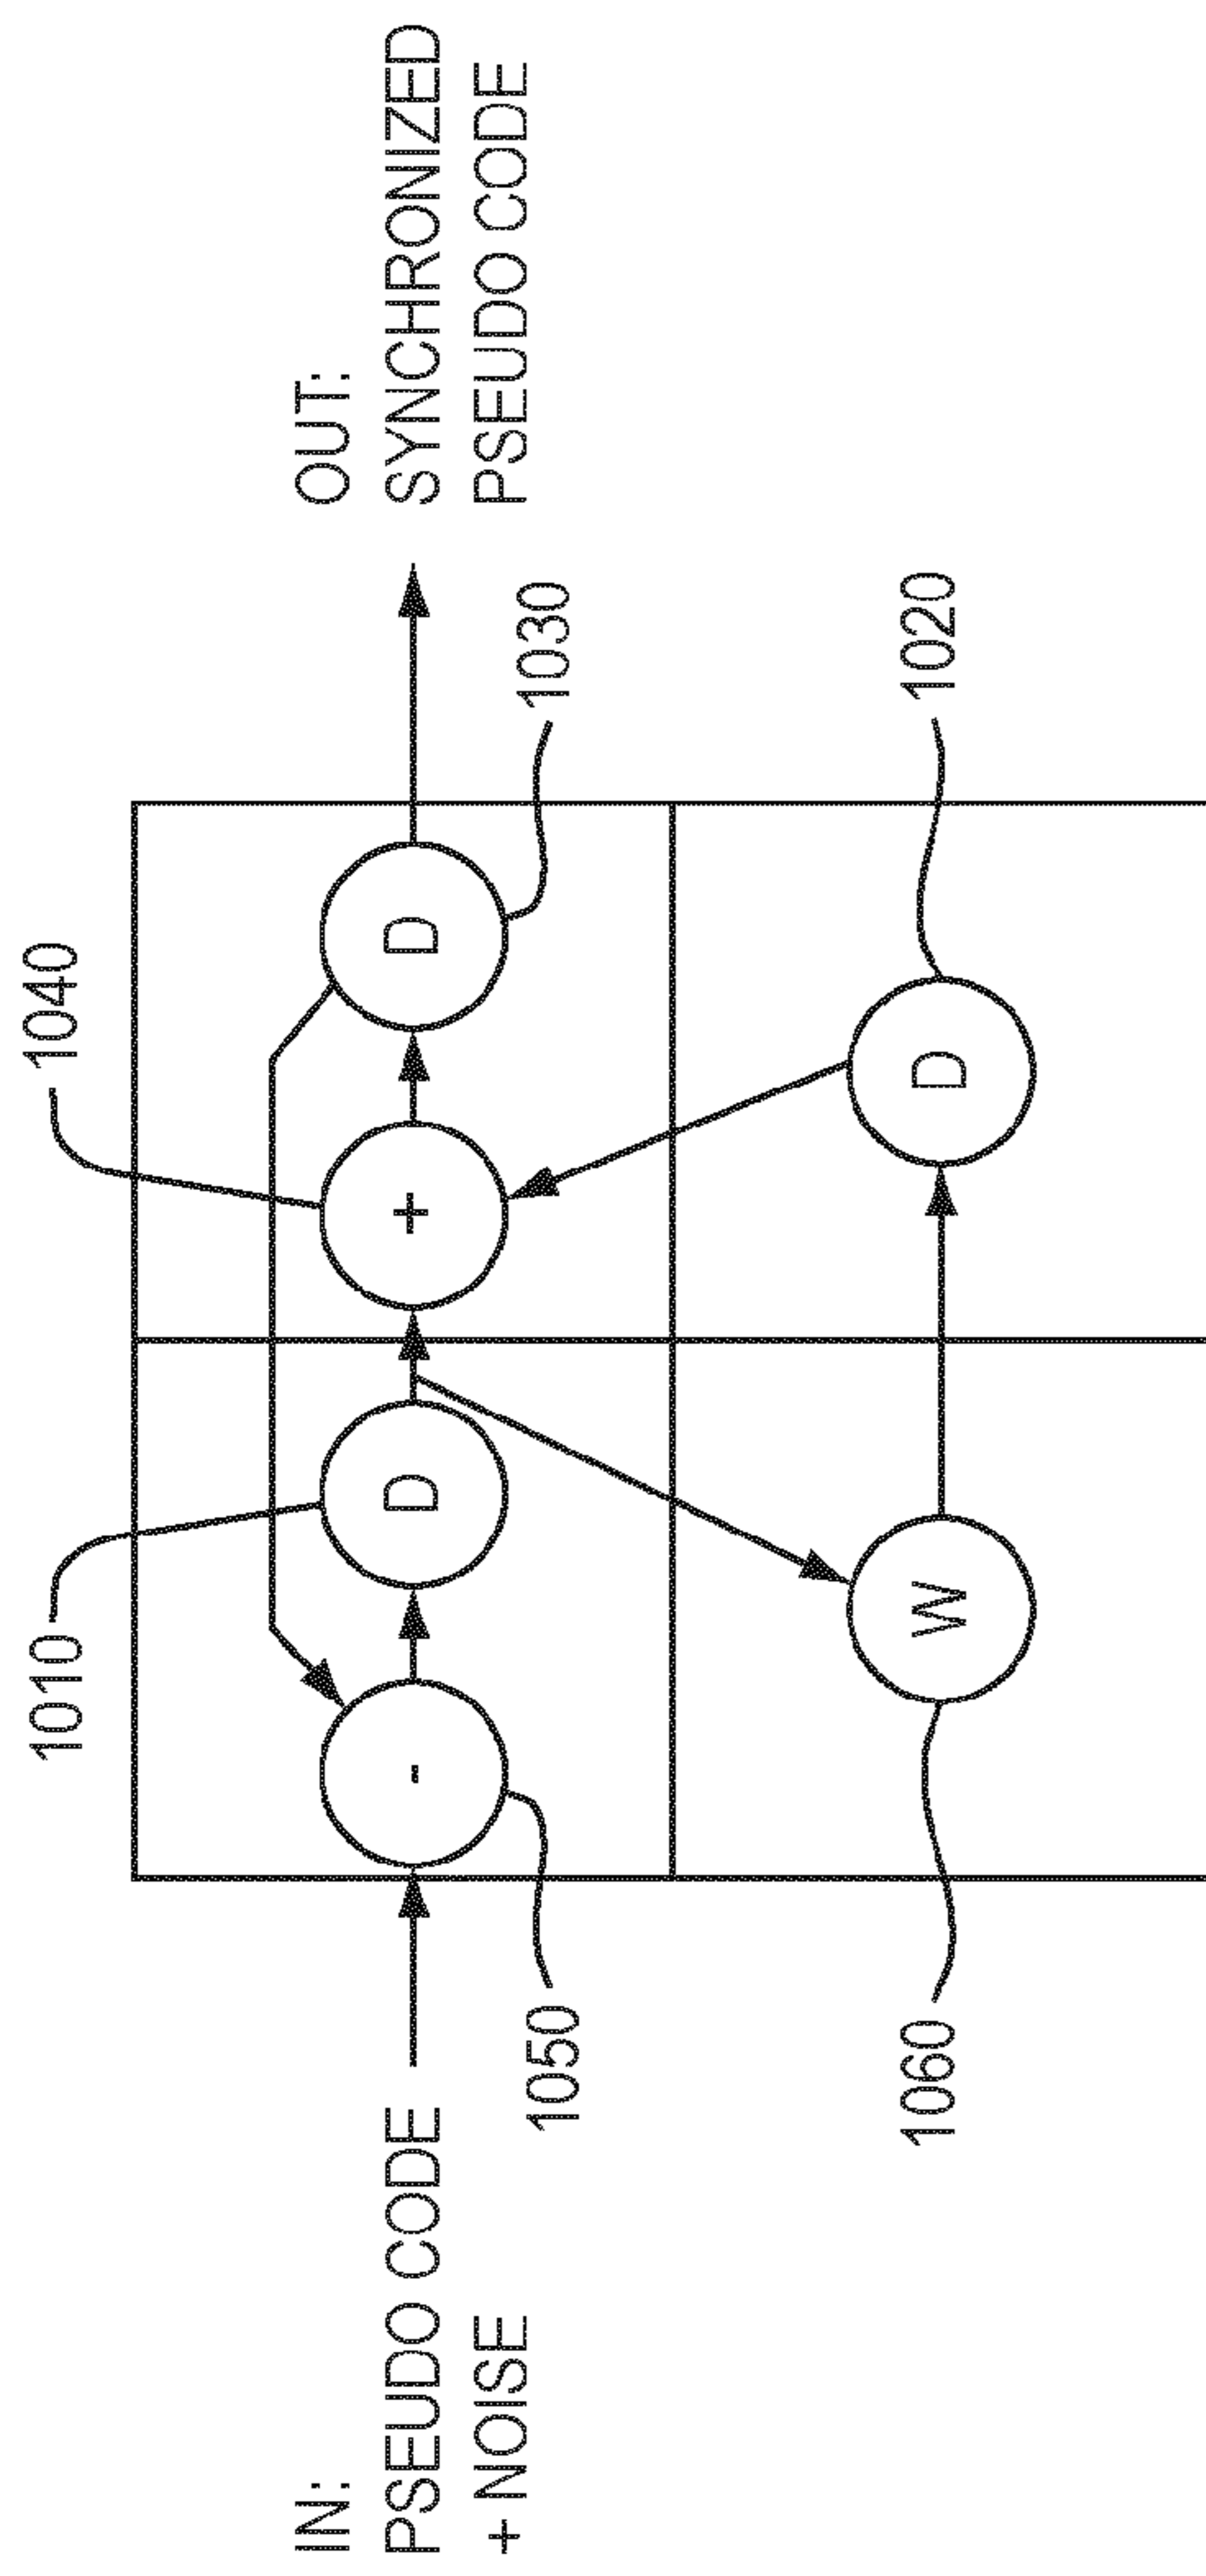 1010
1040
IN:
PSEUDO CODE
+ NOISE
-
D
+
D
OUT:
SYNCHRONIZED
PSEUDO CODE
1050
1030
W
D
1060
1020